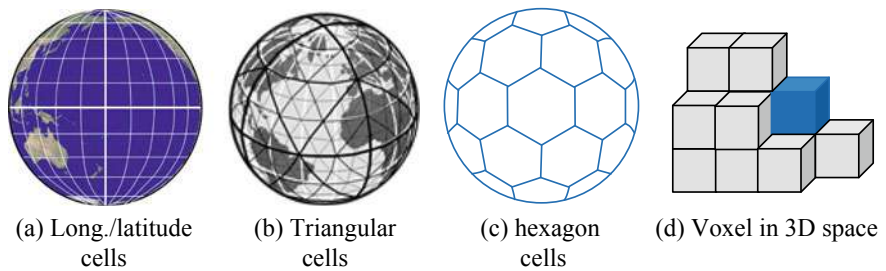 (a) Long./latitude
cells
(b) Triangular
cells
(c) hexagon
cells
(d) Voxel in 3D space